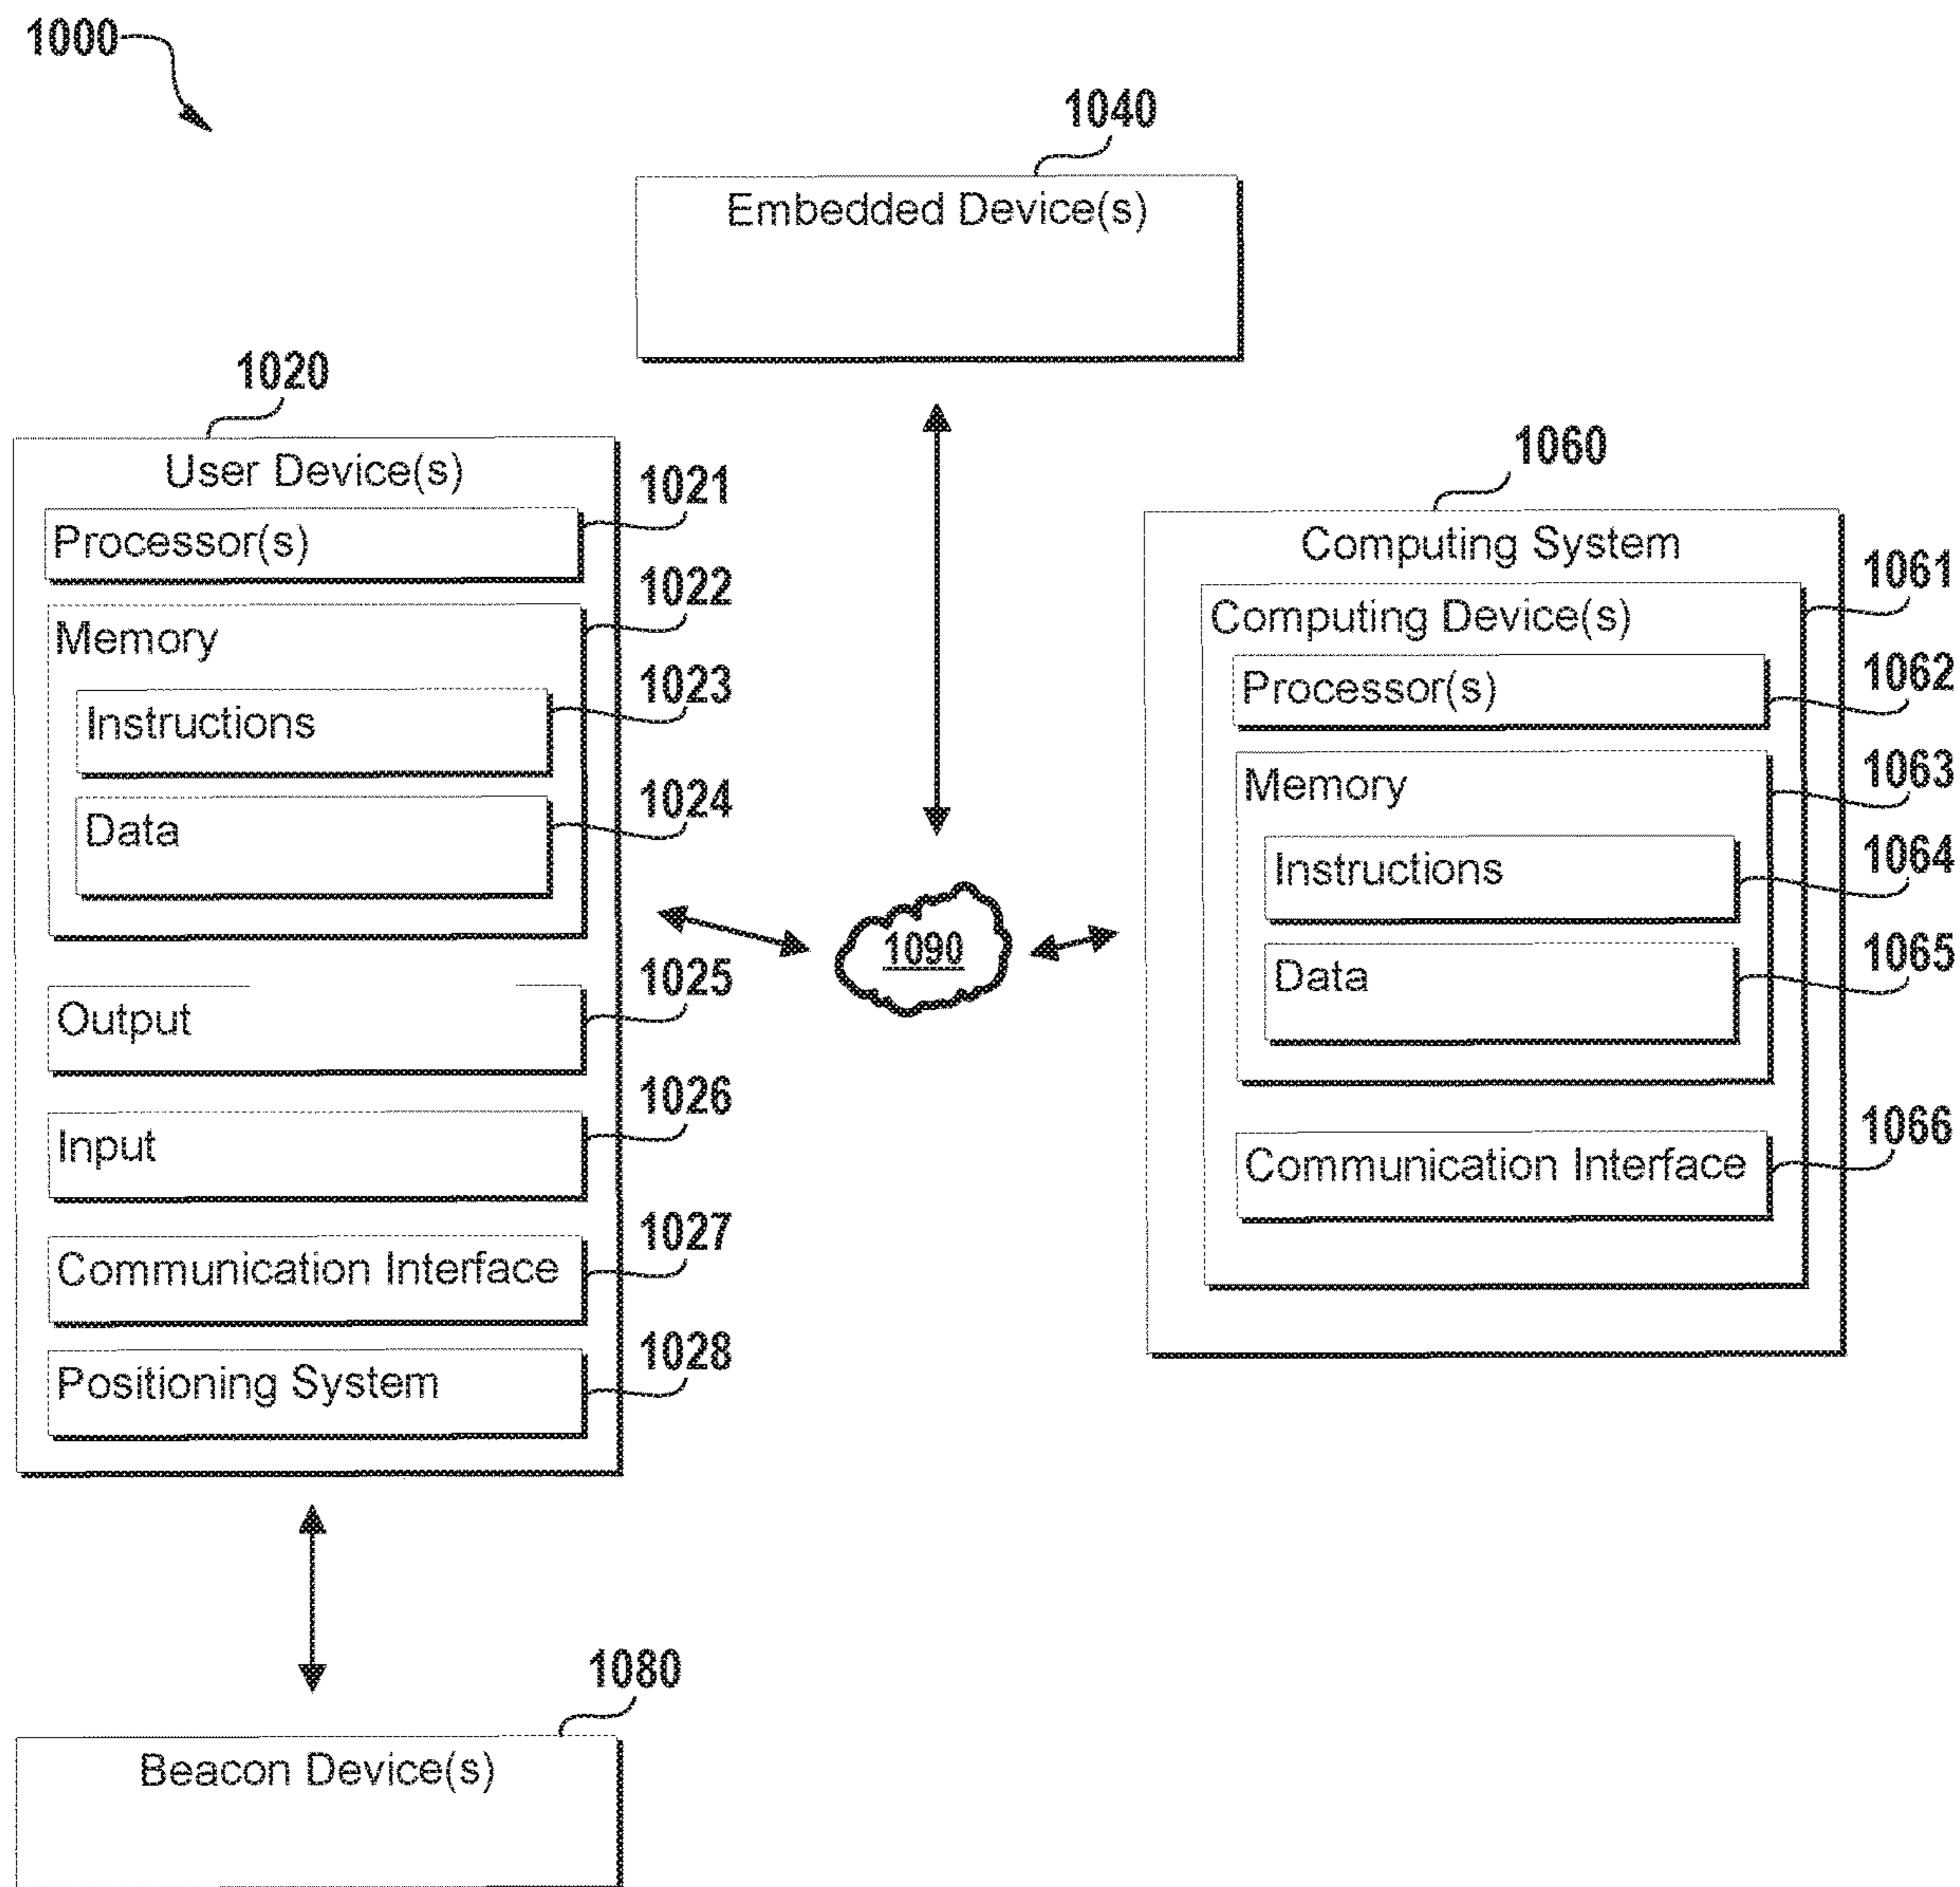 1000
1040
Embedded Device(s)
1020
User Device(s)
1021
Processor(s)
1022
Memory
1023
Instructions
1024
Data
1025
Output
1026
Input
1027
Communication Interface
1028
Positioning System
1090
1060
Computing System
1061
Computing Device(s)
1062
Processor(s)
1063
Memory
1064
Instructions
1065
Data
1066
Communication Interface
1080
Beacon Device(s)